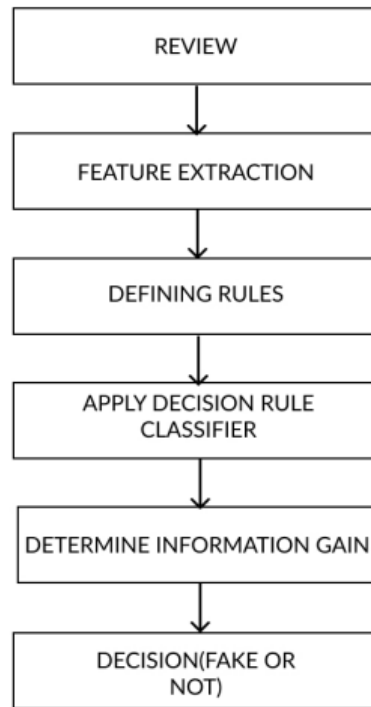 REVIEW
FEATURE EXTRACTION
DEFINING RULES
APPLY DECISION RULE
CLASSIFIER
DETERMINE INFORMATION GAIN
DECISION(FAKE OR
NOT)